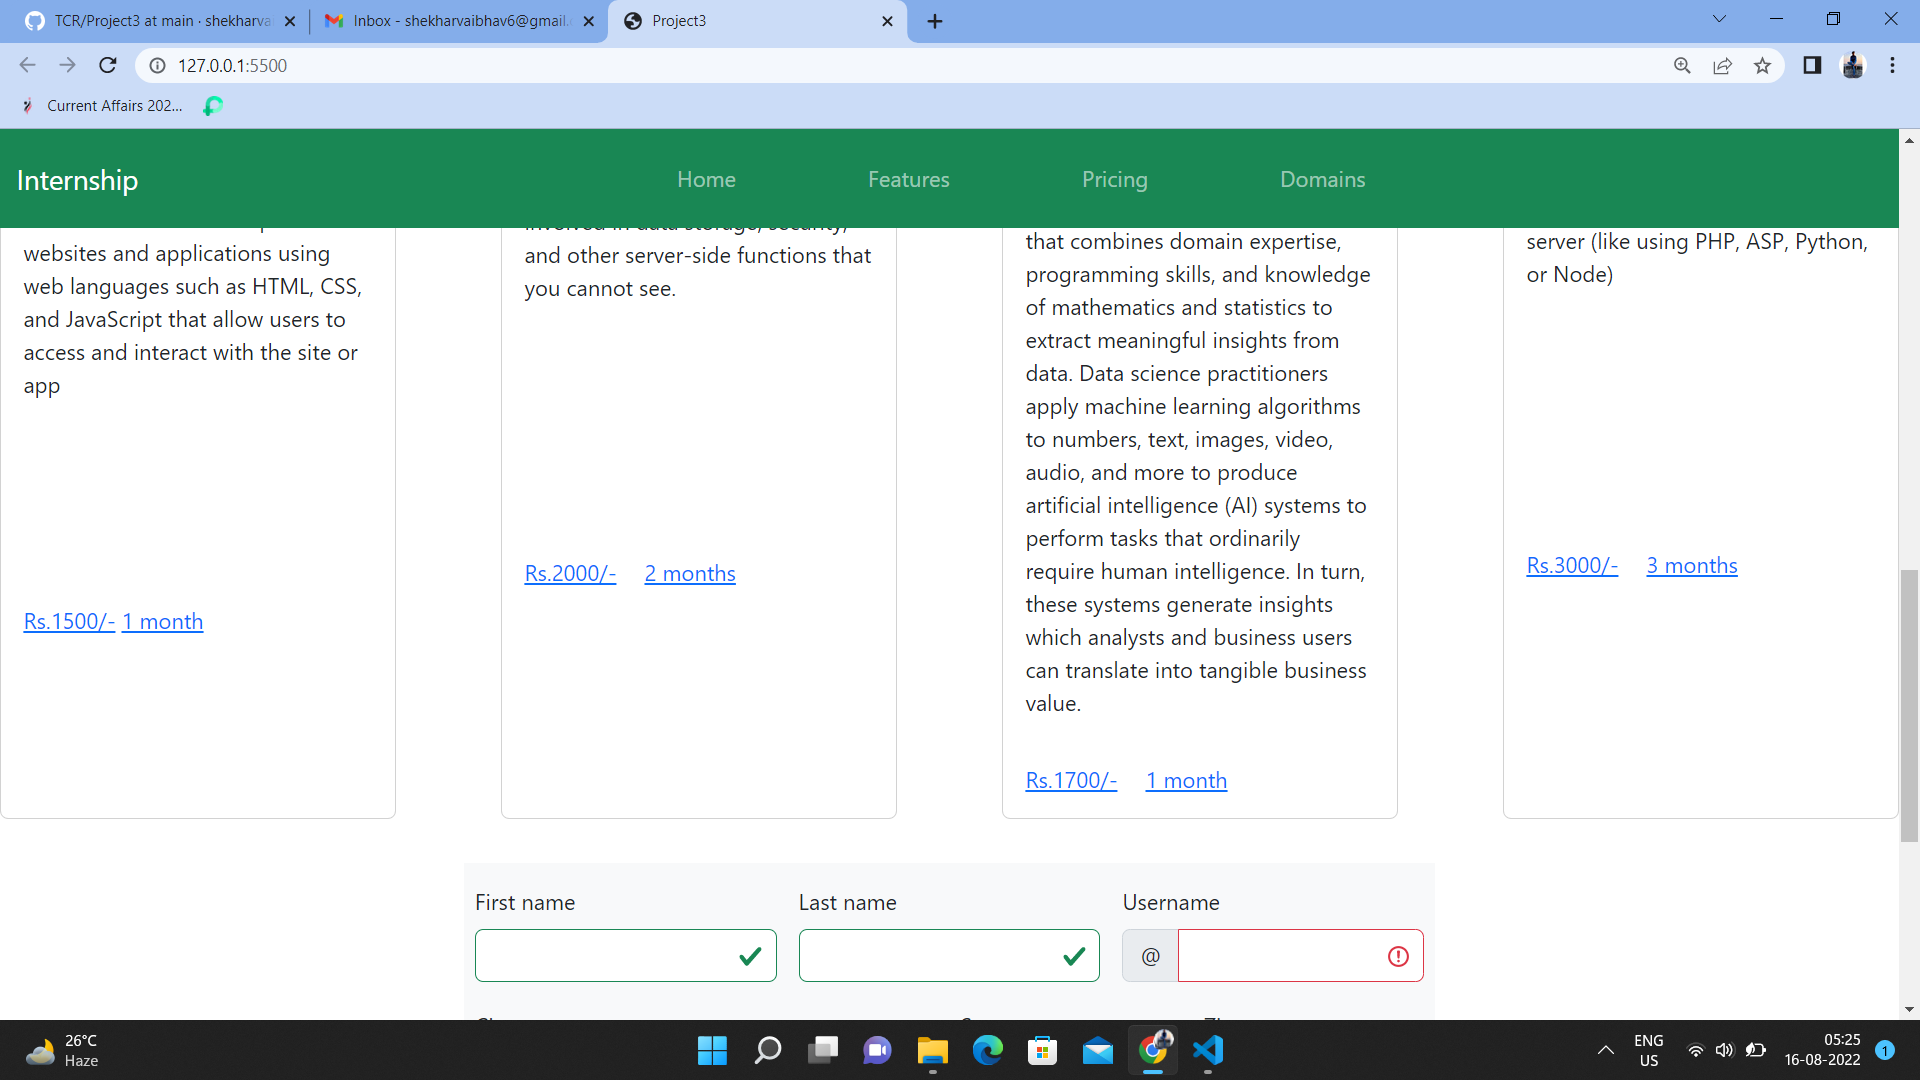 TCR/Project3 at main · shekharva
Inbox - shekharvaibhav6@gmail.
Project3
127.0.0.1:5500
Current Affairs 202...
Internship
Home
Features
Pricing
Domains
websites and applications using
web languages such as HTML, CSS,
and JavaScript that allow users to
access and interact with the site or
app
Rs.1500/- 1 month
involved in data storage, security,
and other server-side functions that
you cannot see.
Rs.2000/- 2 months
that combines domain expertise,
programming skills, and knowledge
of mathematics and statistics to
extract meaningful insights from
data. Data science practitioners
apply machine learning algorithms
to numbers, text, images, video,
audio, and more to produce
artificial intelligence (AI) systems to
perform tasks that ordinarily
require human intelligence. In turn,
these systems generate insights
which analysts and business users
can translate into tangible business
value.
Rs.1700/- 1 month
server (like using PHP, ASP, Python,
or Node)
Rs.3000/- 3 months
First name
Last name
Username
@
26°C
Haze
ENG
US
05:25
16-08-2022
1